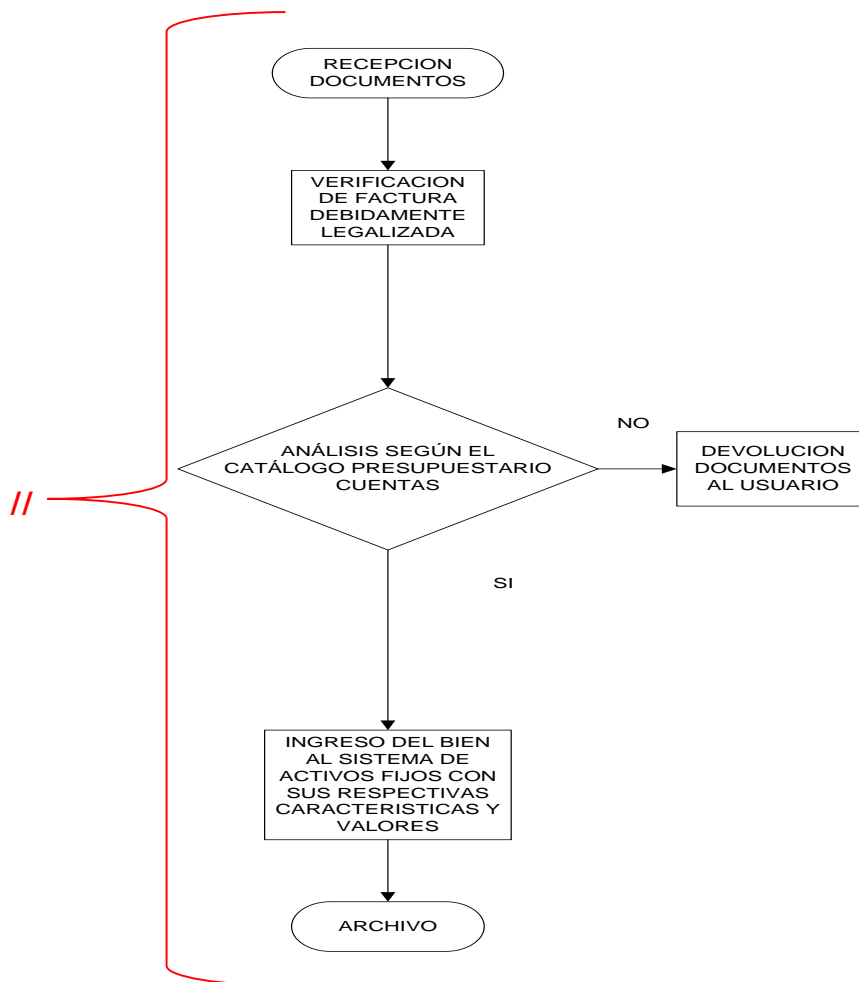 RECEPCION
DOCUMENTOS
VERIFICACION
DE FACTURA
DEBIDAMENTE
LEGALIZADA
ANÁLISIS SEGÚN EL
CATÁLOGO PRESUPUESTARIO
CUENTAS
NO
DEVOLUCION
DOCUMENTOS
AL USUARIO
//
SI
INGRESO DEL BIEN
AL SISTEMA DE
ACTIVOS FIJOS CON
SUS RESPECTIVAS
CARACTERISTICAS Y
VALORES
ARCHIVO